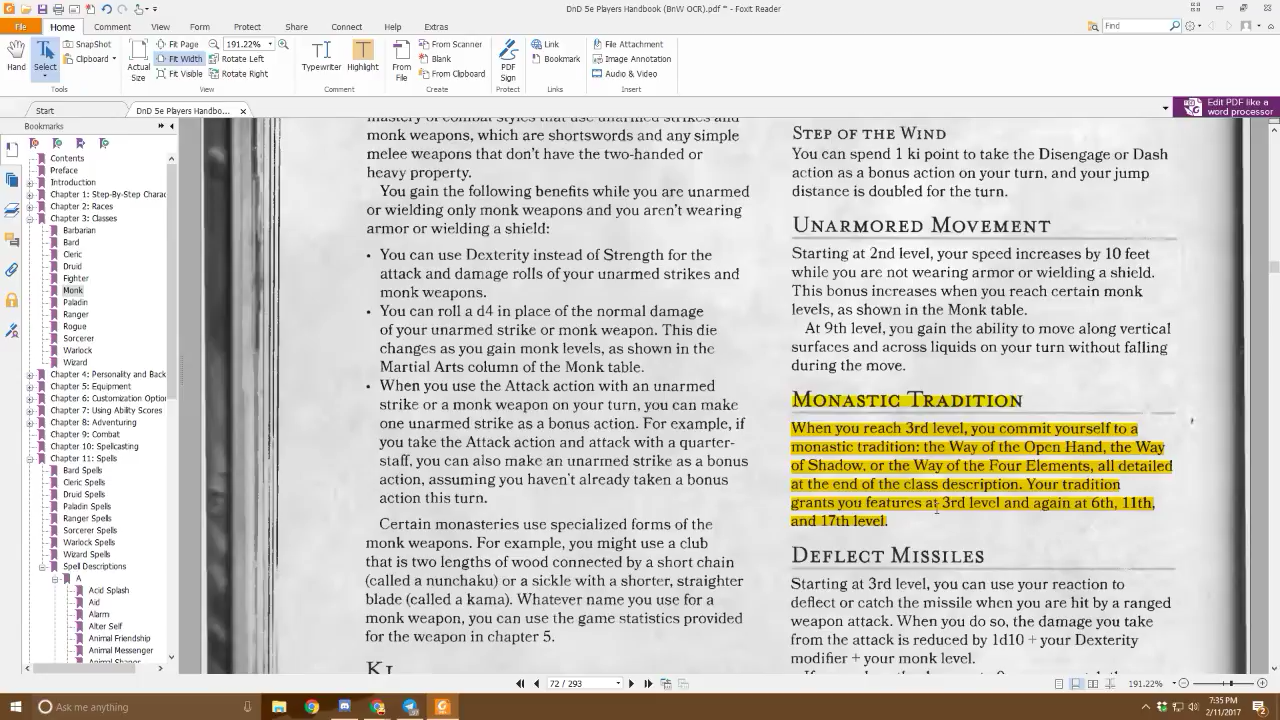 DnD 5e Players Handbook (BnW OCR).pdf * - Foxit Reader
File Home Comment View Form Protect Share Connect Help Extras
Find
Hand
Select
SnapShot
Clipboard
Tools
Actual Size
Fit Page
Fit Width
Fit Visible
191.22%
Rotate Left
Rotate Right
View
Typewriter
Highlight
Comment
From File
From Scanner
Blank
From Clipboard
Create
PDF Sign
Protect
Link
Bookmark
Links
File Attachment
Image Annotation
Audio & Video
Insert
Start
DnD 5e Players Handbo...
Edit PDF like a
word processor
Bookmarks
Contents
Preface
Introduction
Chapter 1: Step-By-Step Charac
Chapter 2: Races
Chapter 3: Classes
Barbarian
Bard
Cleric
Druid
Fighter
Monk
Paladin
Ranger
Rogue
Sorcerer
Warlock
Wizard
Chapter 4: Personality and Back
Chapter 5: Equipment
Chapter 6: Customization Option
Chapter 7: Using Ability Scores
Chapter 8: Adventuring
Chapter 9: Combat
Chapter 10: Spellcasting
Chapter 11: Spells
Bard Spells
Cleric Spells
Druid Spells
Paladin Spells
Ranger Spells
Sorcerer Spells
Warlock Spells
Wizard Spells
Spell Descriptions
A
Acid Splash
Aid
Alarm
Alter Self
Animal Friendship
Animal Messenger
Animal Shapes
mastery of combat styles that use unarmed strikes and
monk weapons, which are shortswords and any simple
melee weapons that don't have the two-handed or
heavy property.
You gain the following benefits while you are unarmed
or wielding only monk weapons and you aren't wearing
armor or wielding a shield:
• You can use Dexterity instead of Strength for the
attack and damage rolls of your unarmed strikes and
monk weapons.
• You can roll a d4 in place of the normal damage
of your unarmed strike or monk weapon. This die
changes as you gain monk levels, as shown in the
Martial Arts column of the Monk table.
• When you use the Attack action with an unarmed
strike or a monk weapon on your turn, you can make
one unarmed strike as a bonus action. For example, if
you take the Attack action and attack with a quarter-
staff, you can also make an unarmed strike as a bonus
action, assuming you haven't already taken a bonus
action this turn.
Certain monasteries use specialized forms of the
monk weapons. For example, you might use a club
that is two lengths of wood connected by a short chain
(called a nunchaku) or a sickle with a shorter, straighter
blade (called a kama). Whatever name you use for a
monk weapon, you can use the game statistics provided
for the weapon in chapter 5.
KI
STEP OF THE WIND
You can spend 1 ki point to take the Disengage or Dash
action as a bonus action on your turn, and your jump
distance is doubled for the turn.
UNARMORED MOVEMENT
Starting at 2nd level, your speed increases by 10 feet
while you are not wearing armor or wielding a shield.
This bonus increases when you reach certain monk
levels, as shown in the Monk table.
At 9th level, you gain the ability to move along vertical
surfaces and across liquids on your turn without falling
during the move.
MONASTIC TRADITION
When you reach 3rd level, you commit yourself to a
monastic tradition: the Way of the Open Hand, the Way
of Shadow, or the Way of the Four Elements, all detailed
at the end of the class description. Your tradition
grants you features at 3rd level and again at 6th, 11th,
and 17th level.
DEFLECT MISSILES
Starting at 3rd level, you can use your reaction to
deflect or catch the missile when you are hit by a ranged
weapon attack. When you do so, the damage you take
from the attack is reduced by 1d10 + your Dexterity
modifier + your monk level.
72 / 293
191.22%
Ask me anything
7:35 PM
2/11/2017